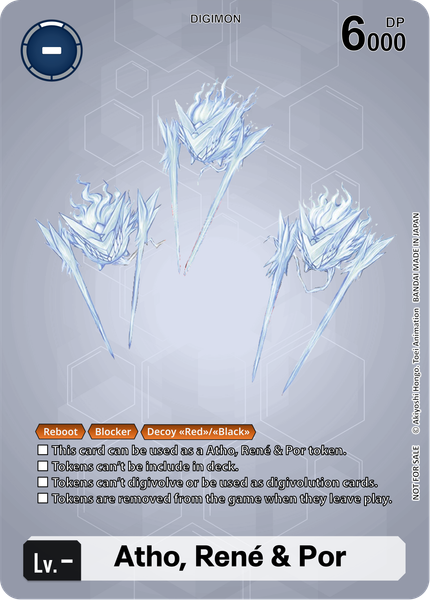 DIGIMON
-
DP
6000
Reboot Blocker Decoy «Red»/«Black»
This card can be used as a Atho, René & Por token.
Tokens can't be include in deck.
Tokens can't digivolve or be used as digivolution cards.
Tokens are removed from the game when they leave play.
© Akiyoshi Hongo, Toei Animation BANDAI MADE IN JAPAN
NOT FOR SALE
Lv.-
Atho, René & Por